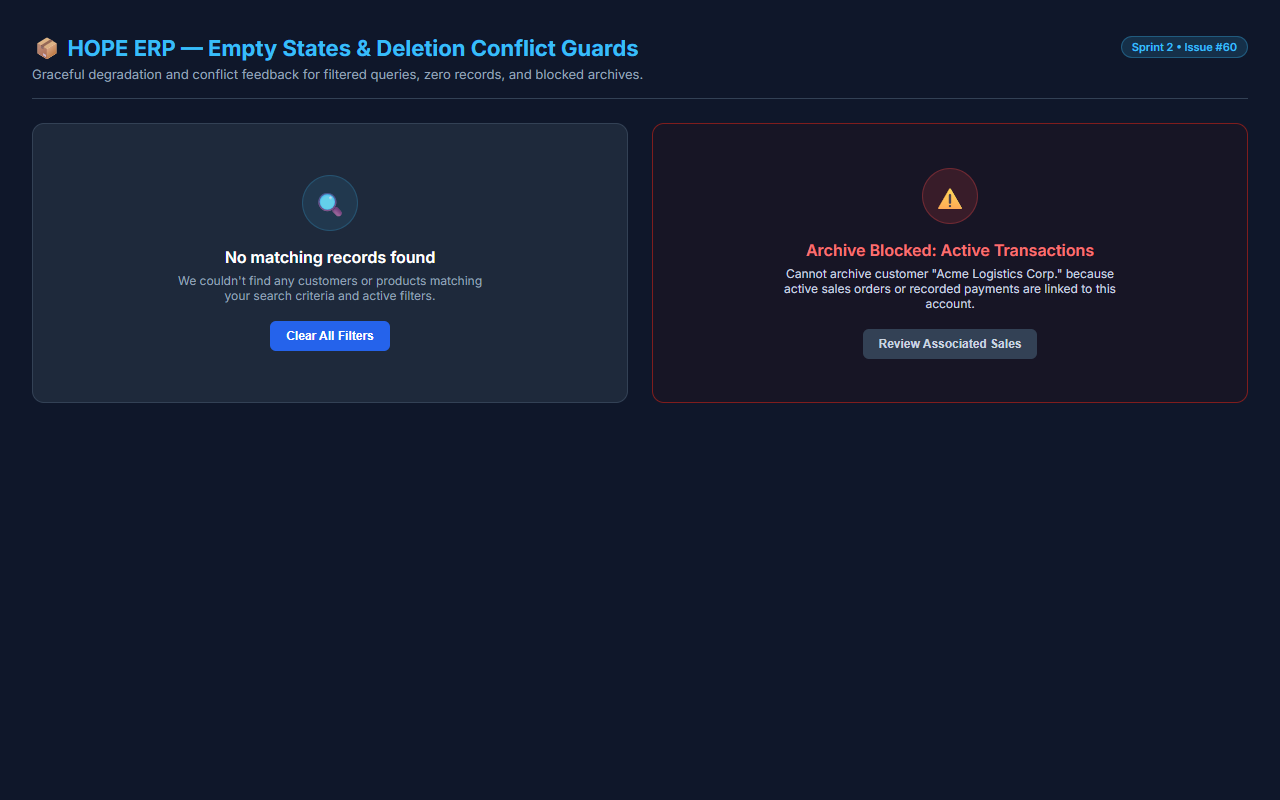 HOPE ERP — Empty States & Deletion Conflict Guards
Sprint 2 • Issue #60
Graceful degradation and conflict feedback for filtered queries, zero records, and blocked archives.
No matching records found
We couldn't find any customers or products matching
your search criteria and active filters.
Clear All Filters
Archive Blocked: Active Transactions
Cannot archive customer "Acme Logistics Corp." because
active sales orders or recorded payments are linked to this
account.
Review Associated Sales